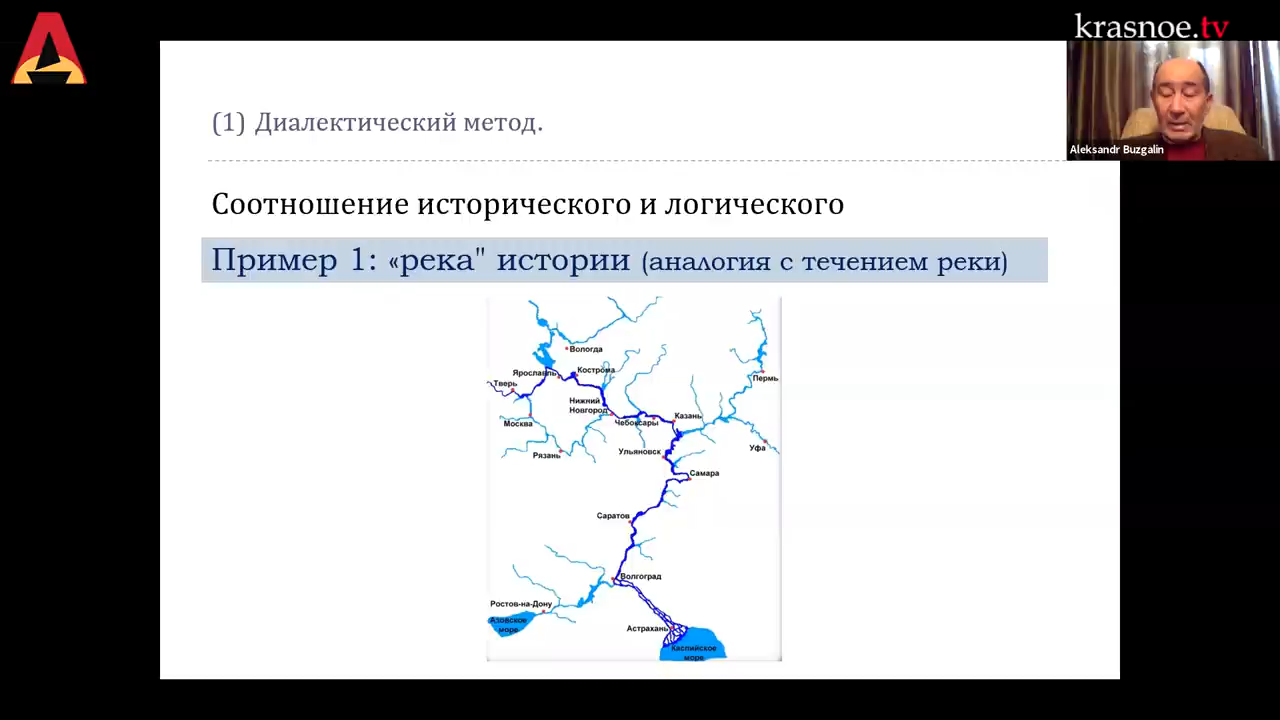 krasnoe.tv
Aleksandr Buzgalin
(1) Диалектический метод.
Соотношение исторического и логического
Пример 1: «река" истории (аналогия с течением реки)
Вологда
Ярославль
Кострома
Тверь
Пермь
Нижний
Новгород
Казань
Чебоксары
Москва
Рязань
Ульяновск
Уфа
Самара
Саратов
Волгоград
Ростов-на-Дону
Азовское
море
Астрахань
Каспийское
море